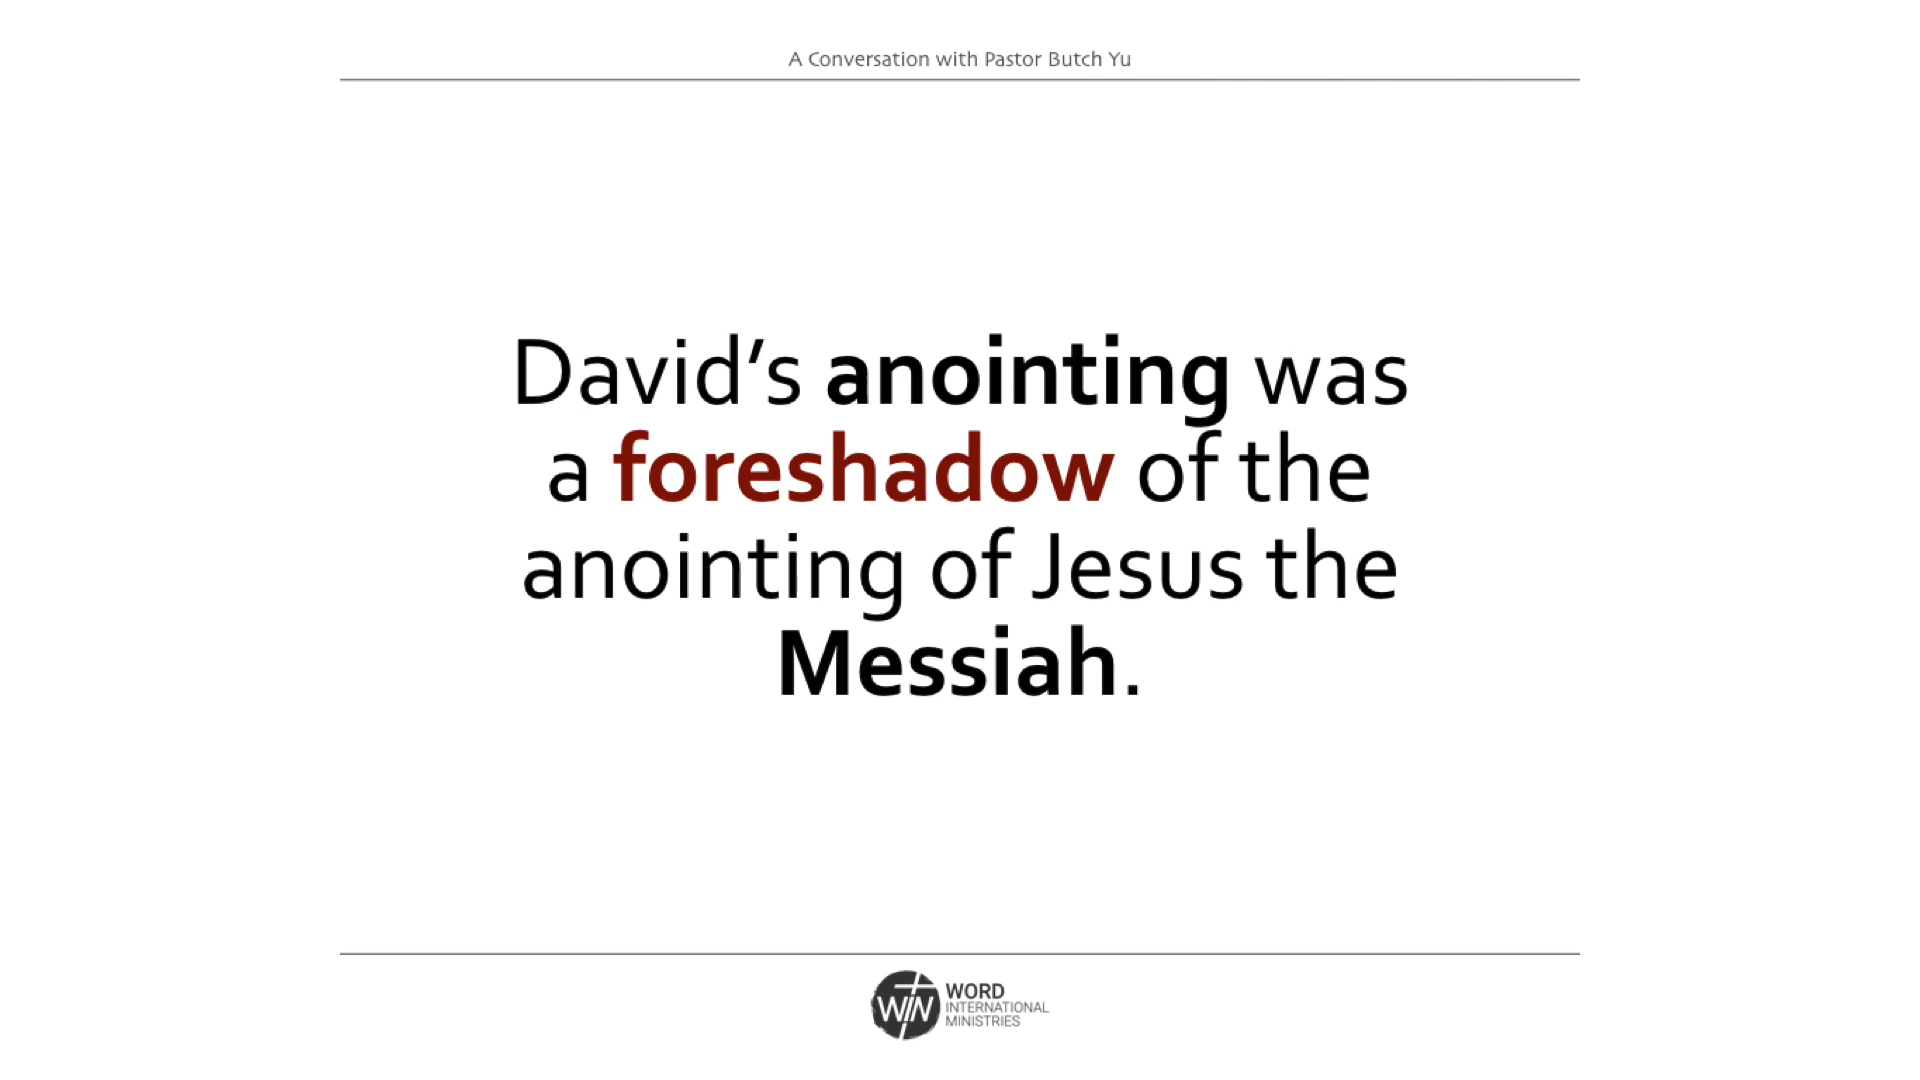 A Conversation with Pastor Butch Yu
David’s anointing was
a foreshadow of the
anointing of Jesus the
Messiah.
WIN
WORD
INTERNATIONAL
MINISTRIES